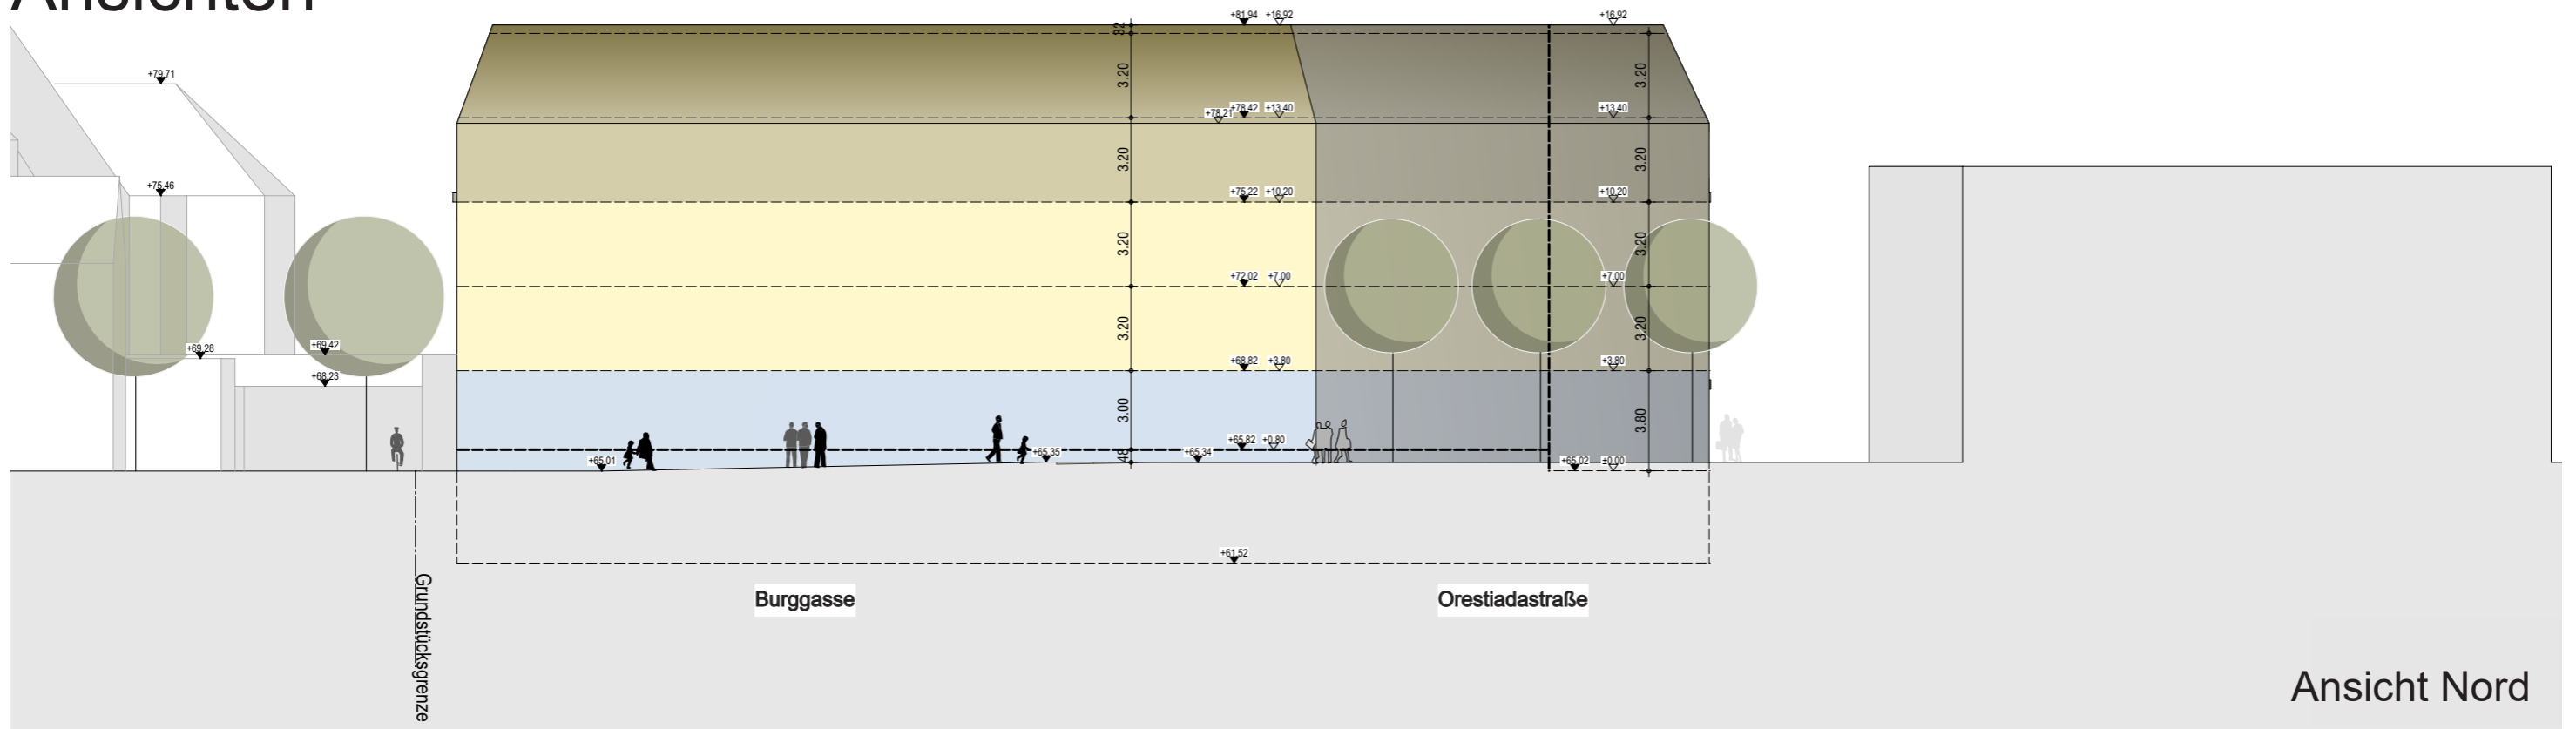 Ansichten
+81,94 +16,92 +16,92
32
+79,71
3.20 3.20
+78,21 +78,42 +13,40 +13,40
3.20 3.20
+75,46 +75,22 +10,20 +10,20
3.20 3.20
+72,02 +7,00 +7,00
3.20 3.20
+69,28 +69,42
+68,23 +68,82 +3,80 +3,80
3.00 3.80
+65,82 +0,80
+65,01 +65,35 48 +65,34 +65,02 ±0,00
+61,52
Grundstücksgrenze
Burggasse Orestiadastraße
Ansicht Nord